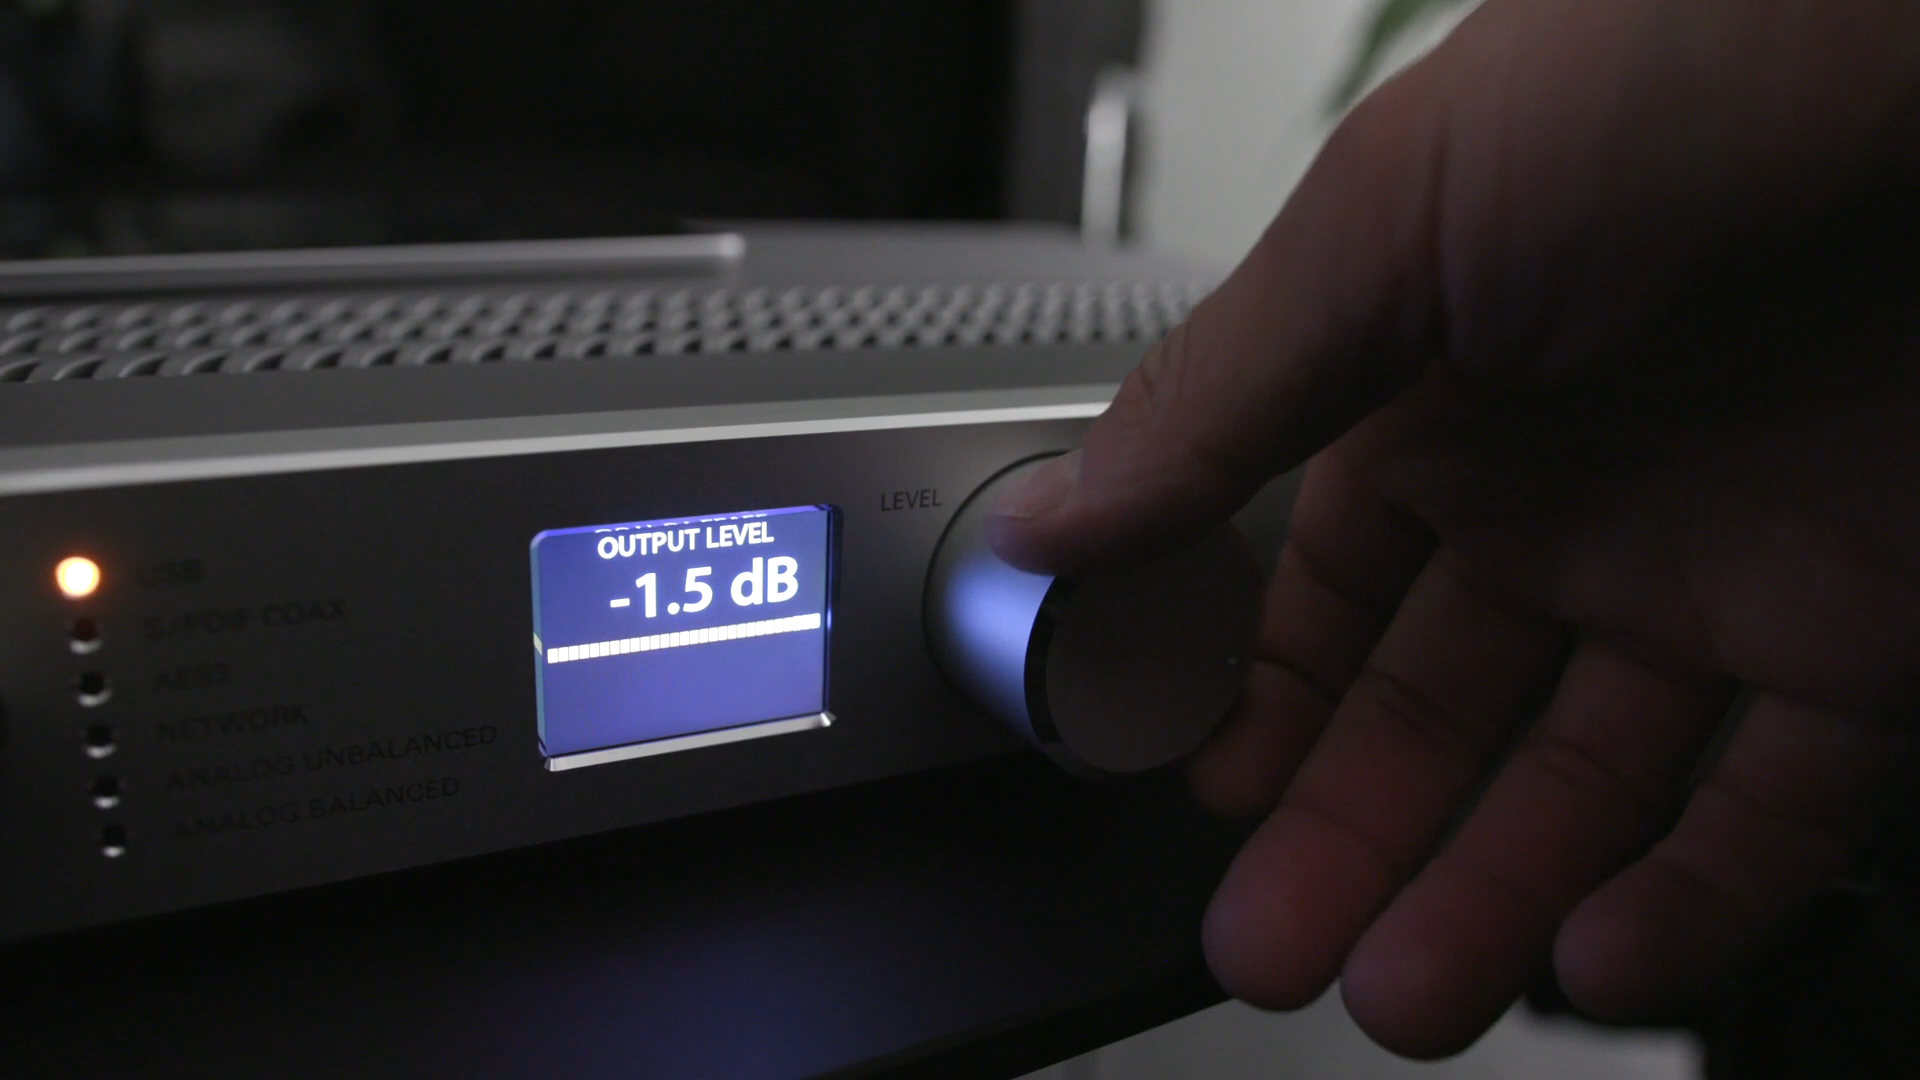 LEVEL
OUTPUT LEVEL
-1.5 dB
USB
S/PDIF COAX
AES3
NETWORK
ANALOG UNBALANCED
ANALOG BALANCED